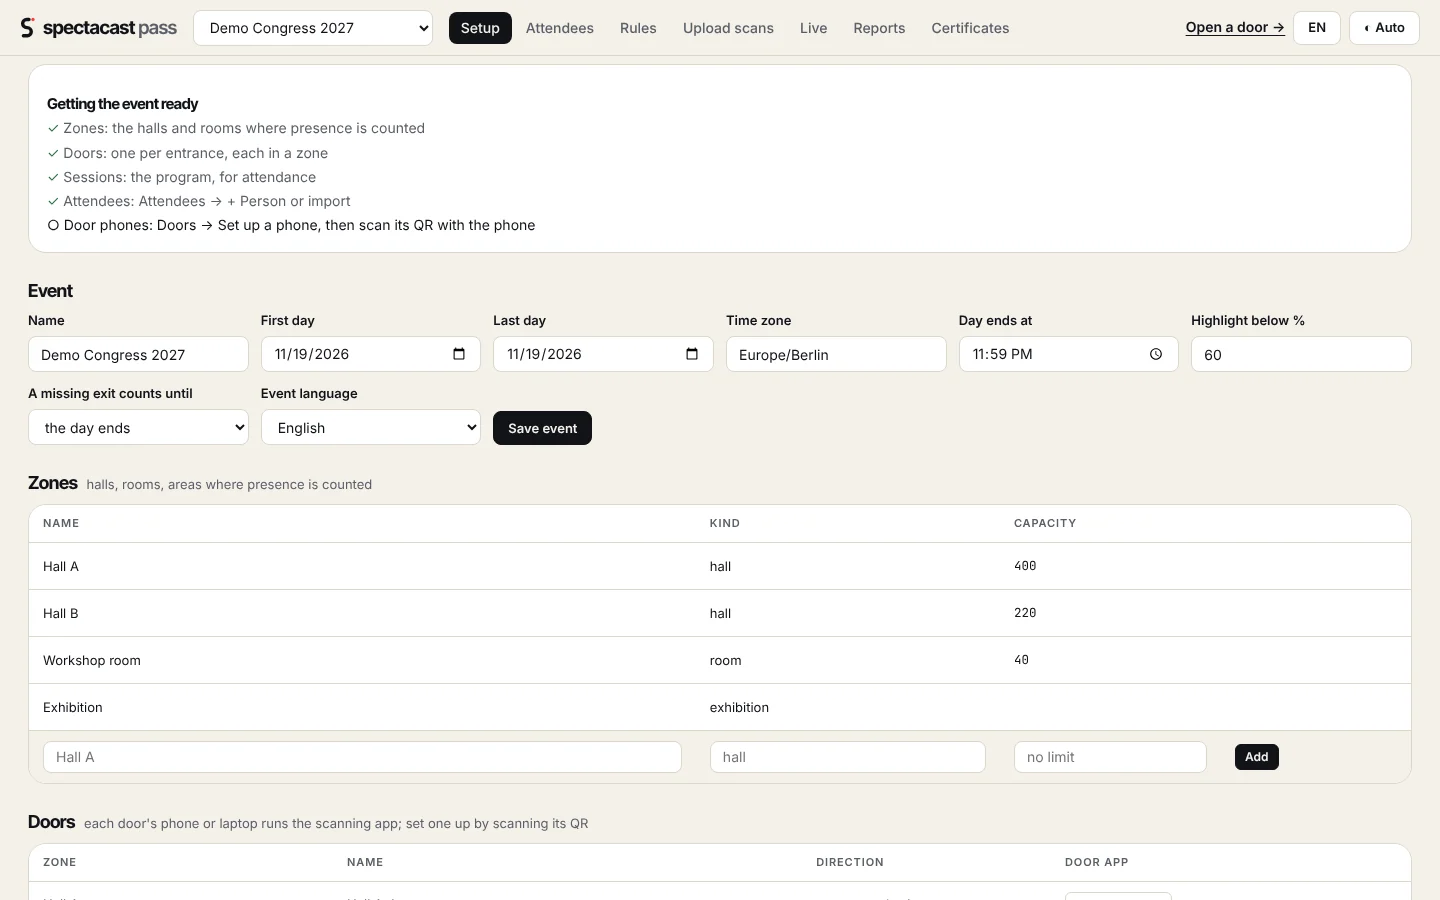 spectacast pass
Demo Congress 2027
Setup
Attendees
Rules
Upload scans
Live
Reports
Certificates
Open a door →
EN
Auto
Getting the event ready
✓ Zones: the halls and rooms where presence is counted
✓ Doors: one per entrance, each in a zone
✓ Sessions: the program, for attendance
✓ Attendees: Attendees → + Person or import
○ Door phones: Doors → Set up a phone, then scan its QR with the phone
Event
Name
First day
Last day
Time zone
Day ends at
Highlight below %
Demo Congress 2027
11/19/2026
11/19/2026
Europe/Berlin
11:59 PM
60
A missing exit counts until
Event language
the day ends
English
Save event
Zones halls, rooms, areas where presence is counted
NAME KIND CAPACITY
Hall A hall 400
Hall B hall 220
Workshop room room 40
Exhibition exhibition
Hall A hall no limit Add
Doors each door's phone or laptop runs the scanning app; set one up by scanning its QR
ZONE NAME DIRECTION DOOR APP